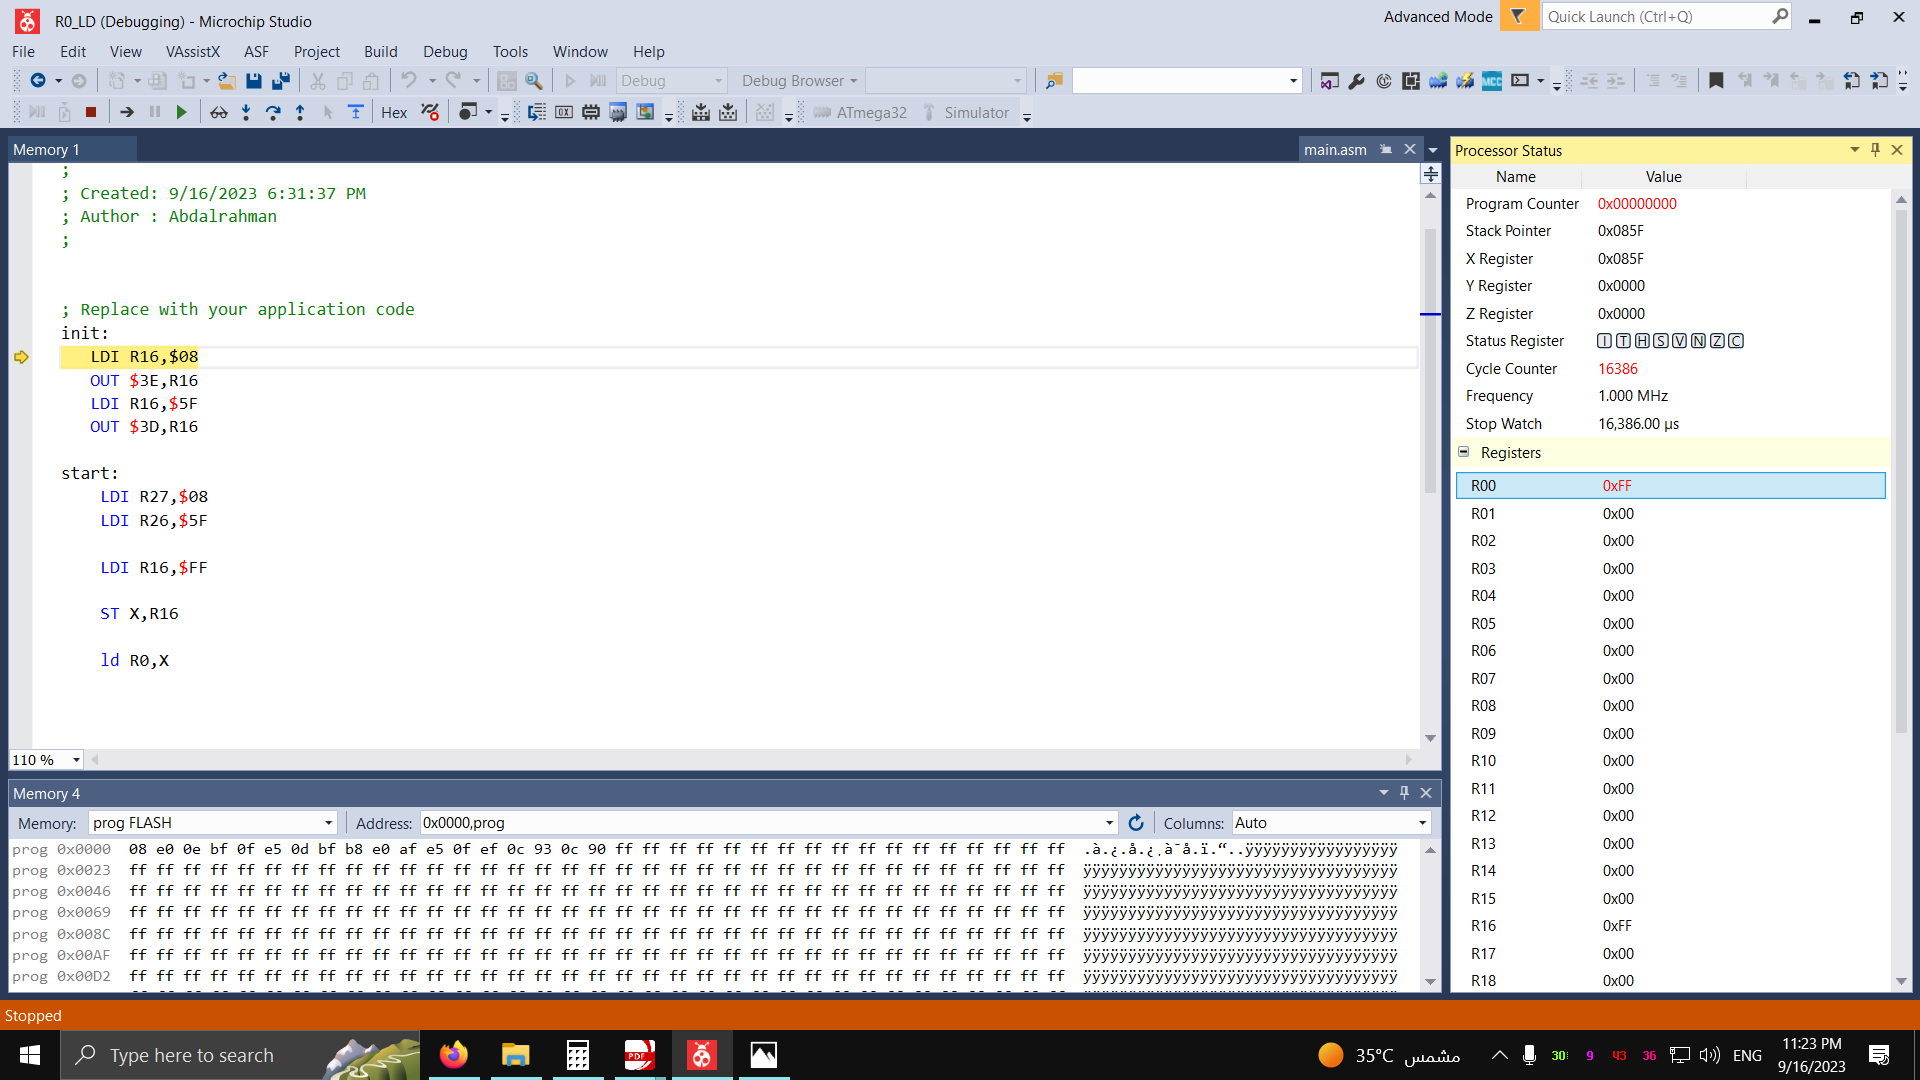 R0_LD (Debugging) - Microchip Studio
Advanced Mode
Quick Launch (Ctrl+Q)
File Edit View VAssistX ASF Project Build Debug Tools Window Help
Debug
Debug Browser
Hex
ATmega32
Simulator
Memory 1
main.asm
;
; Created: 9/16/2023 6:31:37 PM
; Author : Abdalrahman
;
; Replace with your application code
init:
LDI R16,$08
OUT $3E,R16
LDI R16,$5F
OUT $3D,R16
start:
LDI R27,$08
LDI R26,$5F
LDI R16,$FF
ST X,R16
ld R0,X
110 %
Processor Status
Name Value
Program Counter 0x00000000
Stack Pointer 0x085F
X Register 0x085F
Y Register 0x0000
Z Register 0x0000
Status Register I T H S V N Z C
Cycle Counter 16386
Frequency 1.000 MHz
Stop Watch 16,386.00 µs
Registers
R00 0xFF
R01 0x00
R02 0x00
R03 0x00
R04 0x00
R05 0x00
R06 0x00
R07 0x00
R08 0x00
R09 0x00
R10 0x00
R11 0x00
R12 0x00
R13 0x00
R14 0x00
R15 0x00
R16 0xFF
R17 0x00
R18 0x00
Memory 4
Memory: prog FLASH Address: 0x0000,prog Columns: Auto
prog 0x0000 08 e0 0e bf 0f e5 0d bf b8 e0 af e5 0f ef 0c 93 0c 90 ff ff ff ff ff ff ff ff ff ff ff ff ff ff ff ff ff .à.¿.å.¿¸à¯å.ï.“..ÿÿÿÿÿÿÿÿÿÿÿÿÿÿÿÿÿ
prog 0x0023 ff ff ff ff ff ff ff ff ff ff ff ff ff ff ff ff ff ff ff ff ff ff ff ff ff ff ff ff ff ff ff ff ff ff ff ÿÿÿÿÿÿÿÿÿÿÿÿÿÿÿÿÿÿÿÿÿÿÿÿÿÿÿÿÿÿÿÿÿÿÿ
prog 0x0046 ff ff ff ff ff ff ff ff ff ff ff ff ff ff ff ff ff ff ff ff ff ff ff ff ff ff ff ff ff ff ff ff ff ff ff ÿÿÿÿÿÿÿÿÿÿÿÿÿÿÿÿÿÿÿÿÿÿÿÿÿÿÿÿÿÿÿÿÿÿÿ
prog 0x0069 ff ff ff ff ff ff ff ff ff ff ff ff ff ff ff ff ff ff ff ff ff ff ff ff ff ff ff ff ff ff ff ff ff ff ff ÿÿÿÿÿÿÿÿÿÿÿÿÿÿÿÿÿÿÿÿÿÿÿÿÿÿÿÿÿÿÿÿÿÿÿ
prog 0x008C ff ff ff ff ff ff ff ff ff ff ff ff ff ff ff ff ff ff ff ff ff ff ff ff ff ff ff ff ff ff ff ff ff ff ff ÿÿÿÿÿÿÿÿÿÿÿÿÿÿÿÿÿÿÿÿÿÿÿÿÿÿÿÿÿÿÿÿÿÿÿ
prog 0x00AF ff ff ff ff ff ff ff ff ff ff ff ff ff ff ff ff ff ff ff ff ff ff ff ff ff ff ff ff ff ff ff ff ff ff ff ÿÿÿÿÿÿÿÿÿÿÿÿÿÿÿÿÿÿÿÿÿÿÿÿÿÿÿÿÿÿÿÿÿÿÿ
prog 0x00D2 ff ff ff ff ff ff ff ff ff ff ff ff ff ff ff ff ff ff ff ff ff ff ff ff ff ff ff ff ff ff ff ff ff ff ff ÿÿÿÿÿÿÿÿÿÿÿÿÿÿÿÿÿÿÿÿÿÿÿÿÿÿÿÿÿÿÿÿÿÿÿ
Stopped
Type here to search
PDF
35°C مشمس
30 9 43 36
ENG
11:23 PM
9/16/2023